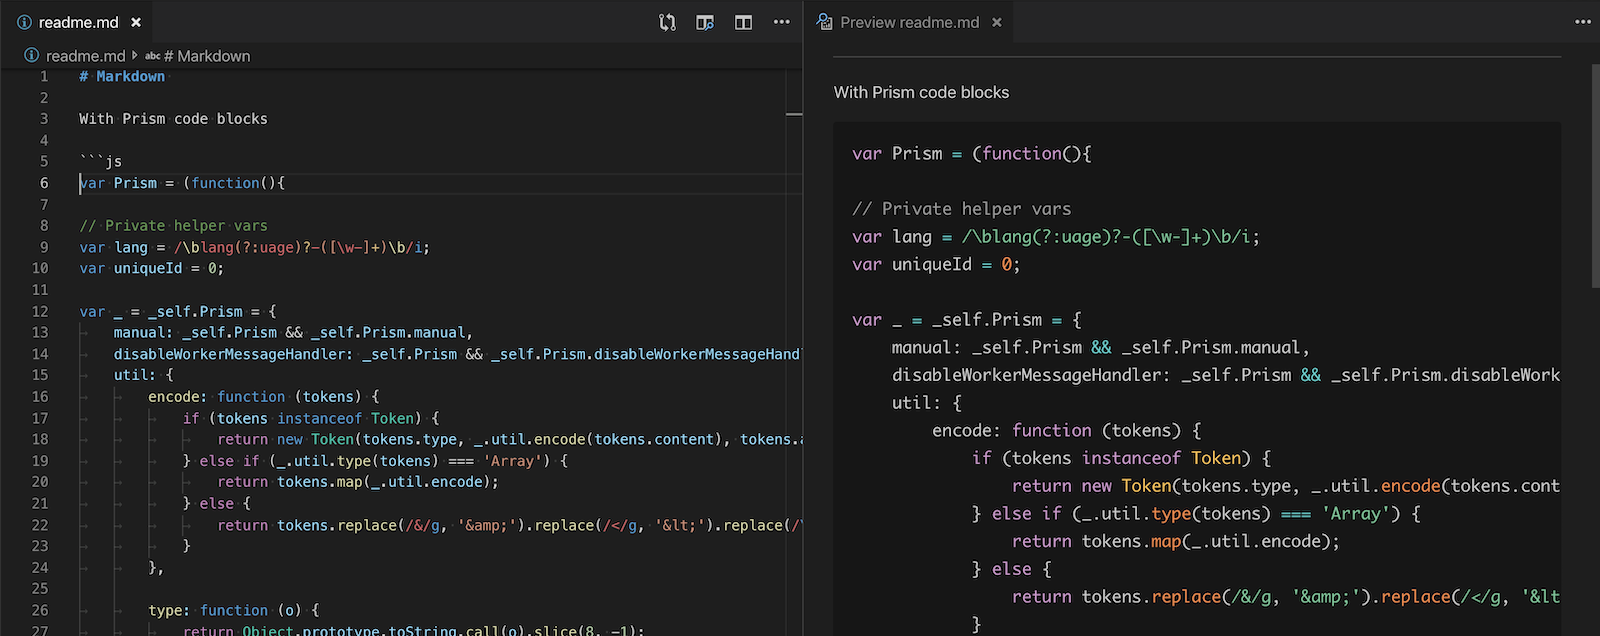 readme.md
readme.md abc # Markdown
1 # Markdown
2
3 With Prism code blocks
4
5 ```js
6 var Prism = (function(){
7
8 // Private helper vars
9 var lang = /\blang(?:uage)?-([\w-]+)\b/i;
10 var uniqueId = 0;
11
12 var _ = _self.Prism = {
13 manual: _self.Prism && _self.Prism.manual,
14 disableWorkerMessageHandler: _self.Prism && _self.Prism.disableWorkerMessageHandl
15 util: {
16 encode: function (tokens) {
17 if (tokens instanceof Token) {
18 return new Token(tokens.type, _.util.encode(tokens.content), tokens.a
19 } else if (_.util.type(tokens) === 'Array') {
20 return tokens.map(_.util.encode);
21 } else {
22 return tokens.replace(/&/g, '&amp;').replace(/</g, '&lt;').replace(/\
23 }
24 },
25
26 type: function (o) {
27 return Object.prototype.toString.call(o).slice(8, -1);
Preview readme.md
With Prism code blocks
var Prism = (function(){
// Private helper vars
var lang = /\blang(?:uage)?-([\w-]+)\b/i;
var uniqueId = 0;
var _ = _self.Prism = {
manual: _self.Prism && _self.Prism.manual,
disableWorkerMessageHandler: _self.Prism && _self.Prism.disableWork
util: {
encode: function (tokens) {
if (tokens instanceof Token) {
return new Token(tokens.type, _.util.encode(tokens.cont
} else if (_.util.type(tokens) === 'Array') {
return tokens.map(_.util.encode);
} else {
return tokens.replace(/&/g, '&amp;').replace(/</g, '&lt
}